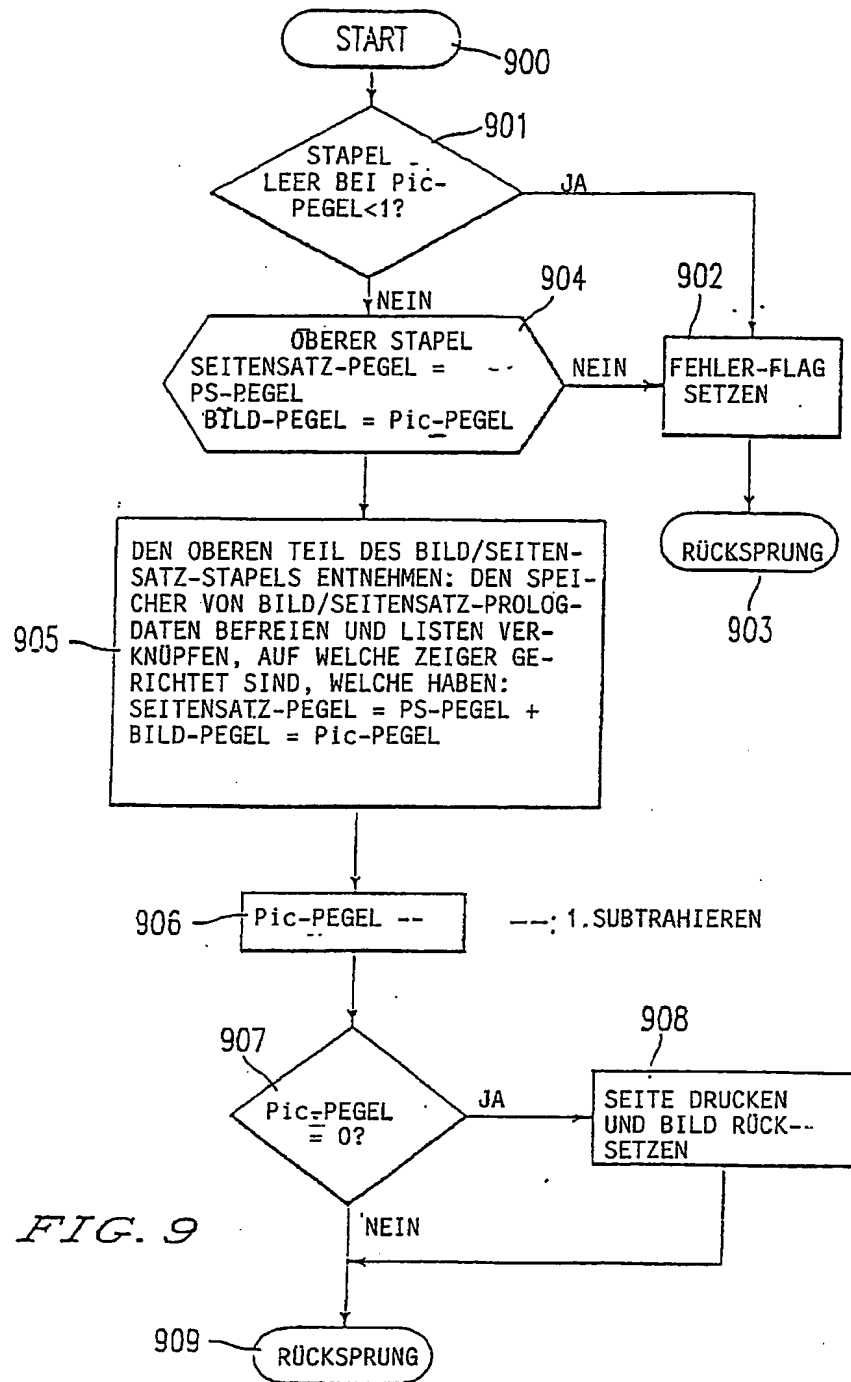 START
900
901
STAPEL
LEER BEI Pic-
PEGEL<1?
JA
NEIN
904
902
OBERER STAPEL
SEITENSATZ-PEGEL =
PS-PEGEL
BILD-PEGEL = Pic-PEGEL
NEIN
FEHLER-FLAG
SETZEN
RÜCKSPRUNG
903
905
DEN OBEREN TEIL DES BILD/SEITEN-
SATZ-STAPELS ENTNEHMEN: DEN SPEI-
CHER VON BILD/SEITENSATZ-PROLOG-
DATEN BEFREIEN UND LISTEN VER-
KNÜPFEN, AUF WELCHE ZEIGER GE-
RICHTET SIND, WELCHE HABEN:
SEITENSATZ-PEGEL = PS-PEGEL +
BILD-PEGEL = Pic-PEGEL
906
Pic-PEGEL --
--; 1.SUBTRAHIEREN
907
Pic-PEGEL
= 0?
JA
908
SEITE DRUCKEN
UND BILD RÜCK--
SETZEN
NEIN
FIG. 9
909
RÜCKSPRUNG